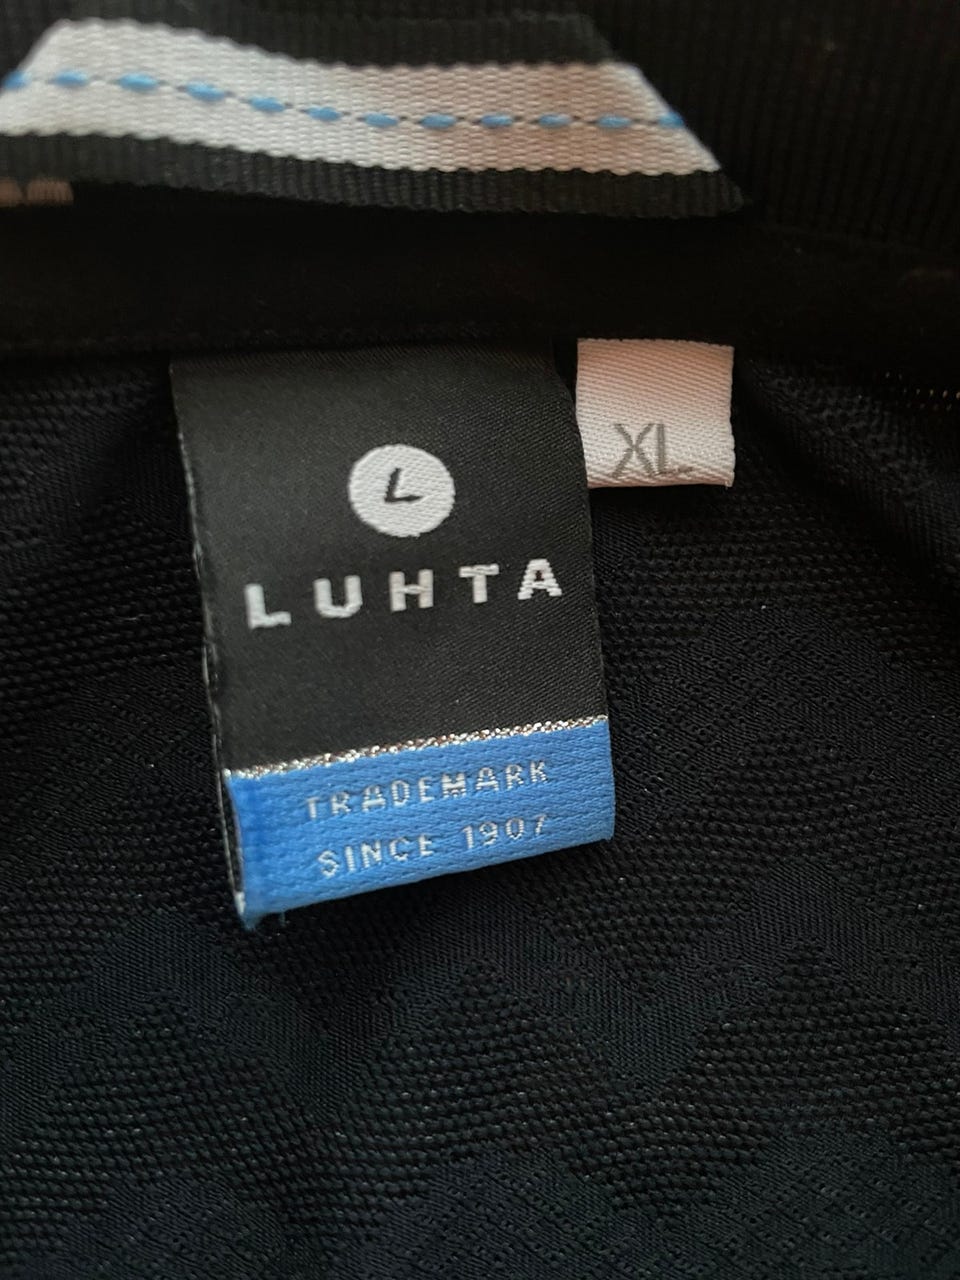 L
XL
LUHTA
TRADEMARK
SINCE 1907